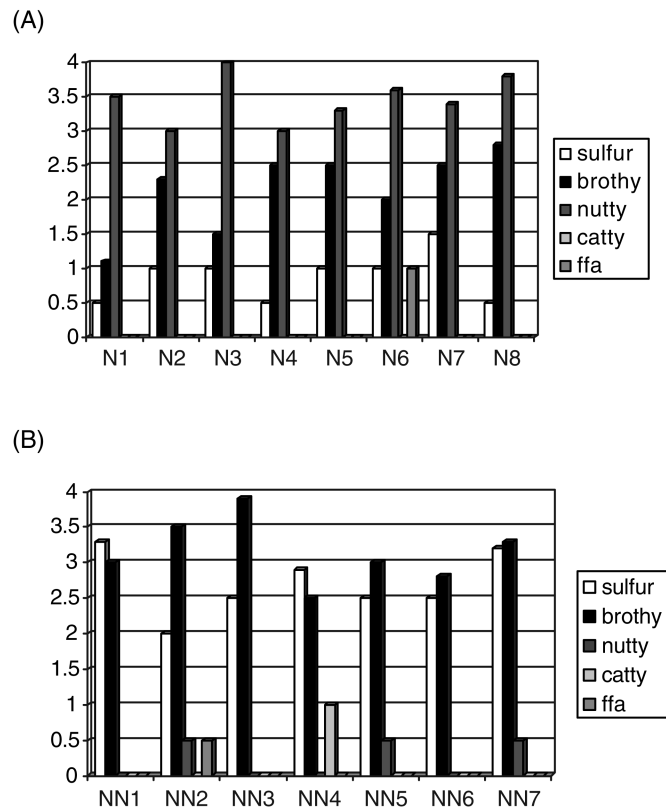 (A)
4
3.5
3
2.5
2
1.5
1
0.5
0
N1 N2 N3 N4 N5 N6 N7 N8
sulfur
brothy
nutty
catty
ffa
(B)
4
3.5
3
2.5
2
1.5
1
0.5
0
NN1 NN2 NN3 NN4 NN5 NN6 NN7
sulfur
brothy
nutty
catty
ffa